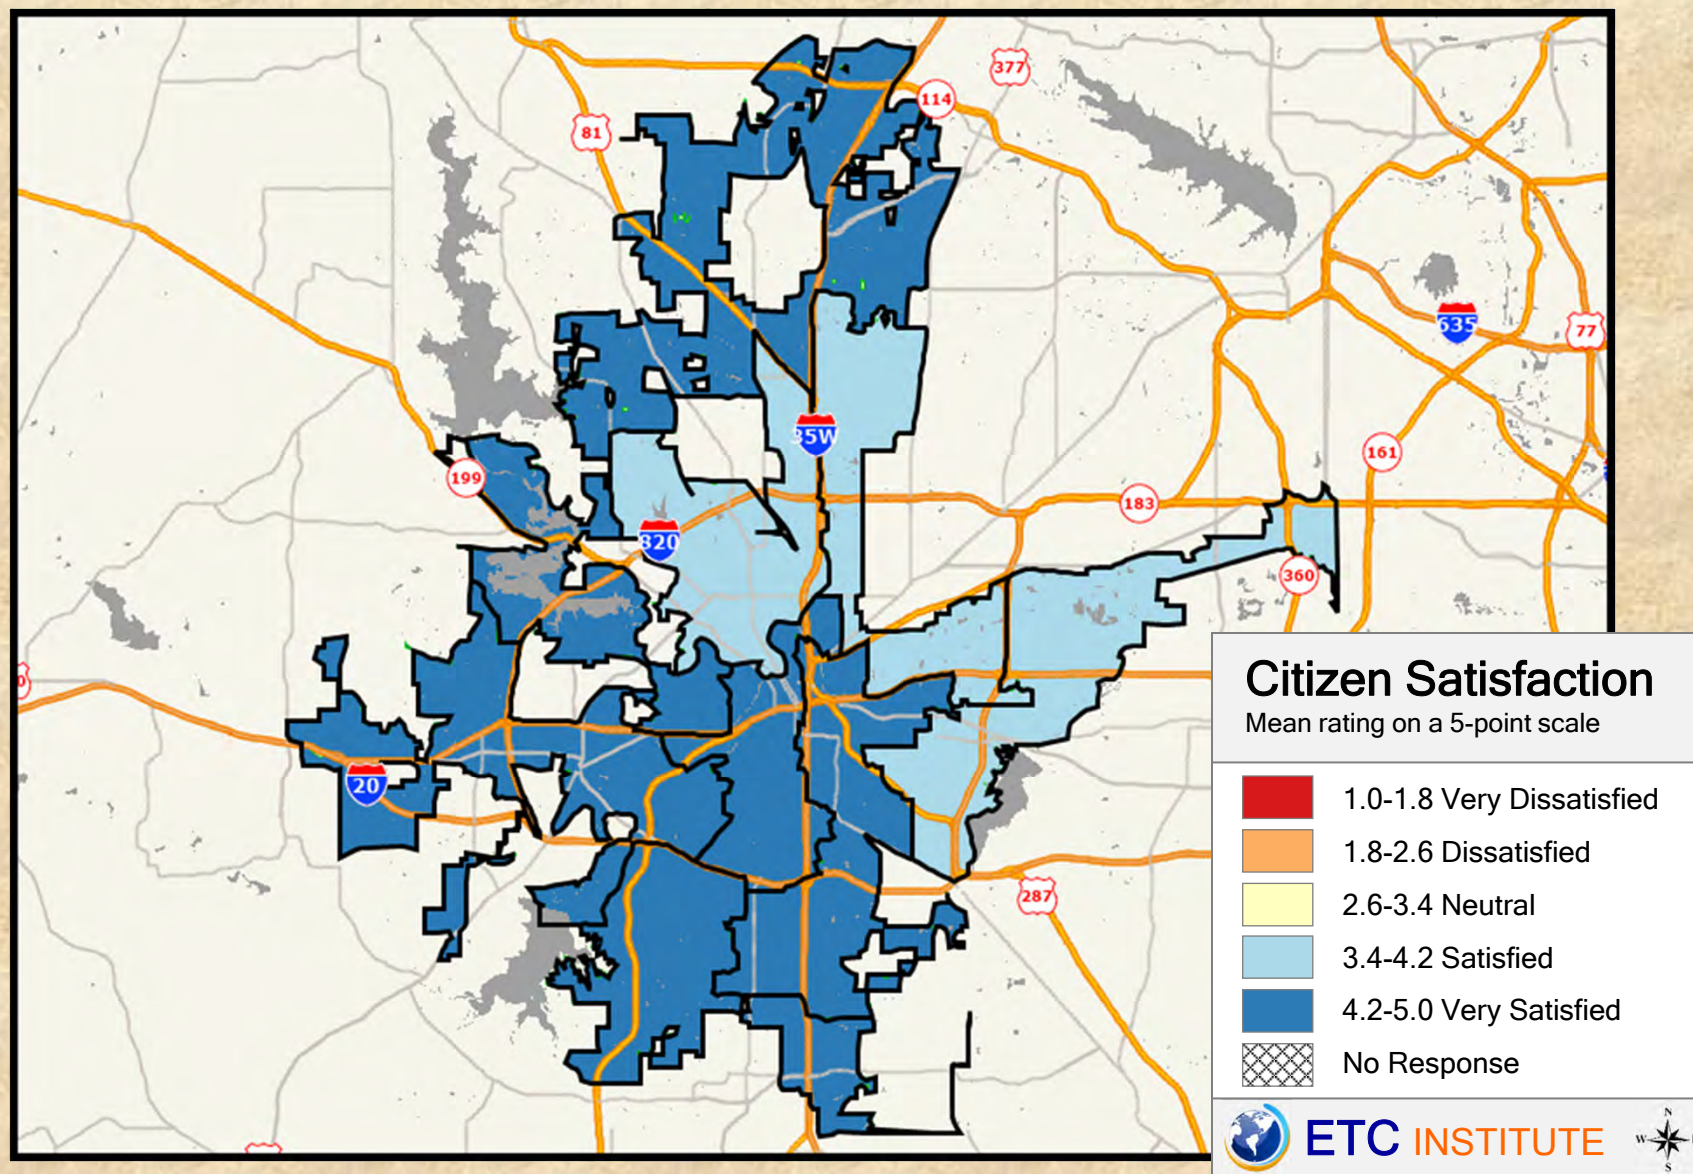 377
114
81
635
77
35W
199
161
183
820
360
20
287
Citizen Satisfaction
Mean rating on a 5-point scale
1.0-1.8 Very Dissatisfied
1.8-2.6 Dissatisfied
2.6-3.4 Neutral
3.4-4.2 Satisfied
4.2-5.0 Very Satisfied
No Response
ETC INSTITUTE
N
W
S